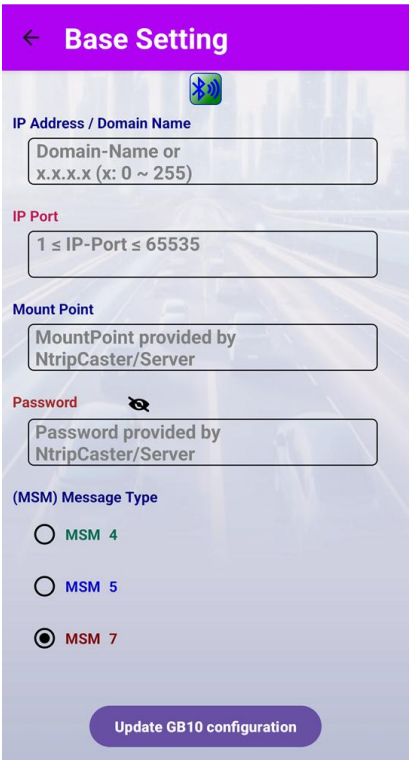 Base Setting
IP Address / Domain Name
Domain-Name or
x.x.x.x (x: 0 ~ 255)
IP Port
1 ≤ IP-Port ≤ 65535
Mount Point
MountPoint provided by
NtripCaster/Server
Password
Password provided by
NtripCaster/Server
(MSM) Message Type
MSM 4
MSM 5
MSM 7
Update GB10 configuration